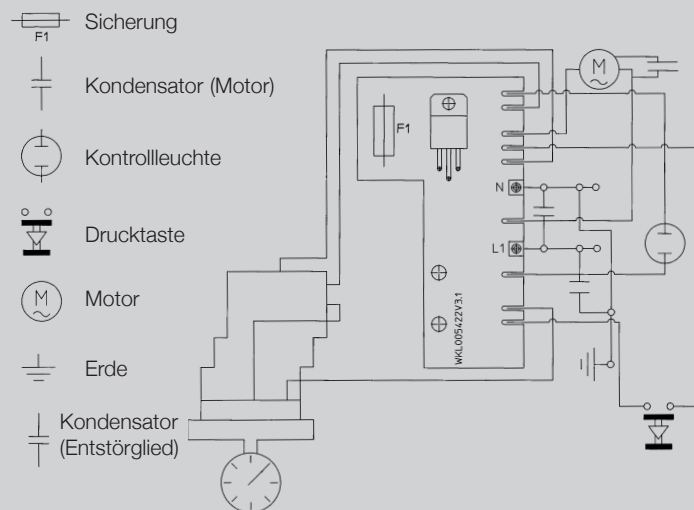 F1
Sicherung
Kondensator (Motor)
Kontrollleuchte
Drucktaste
M
Motor
Erde
Kondensator
(Entstörglied)
F1
M
N
L1
WKL005422V3.1